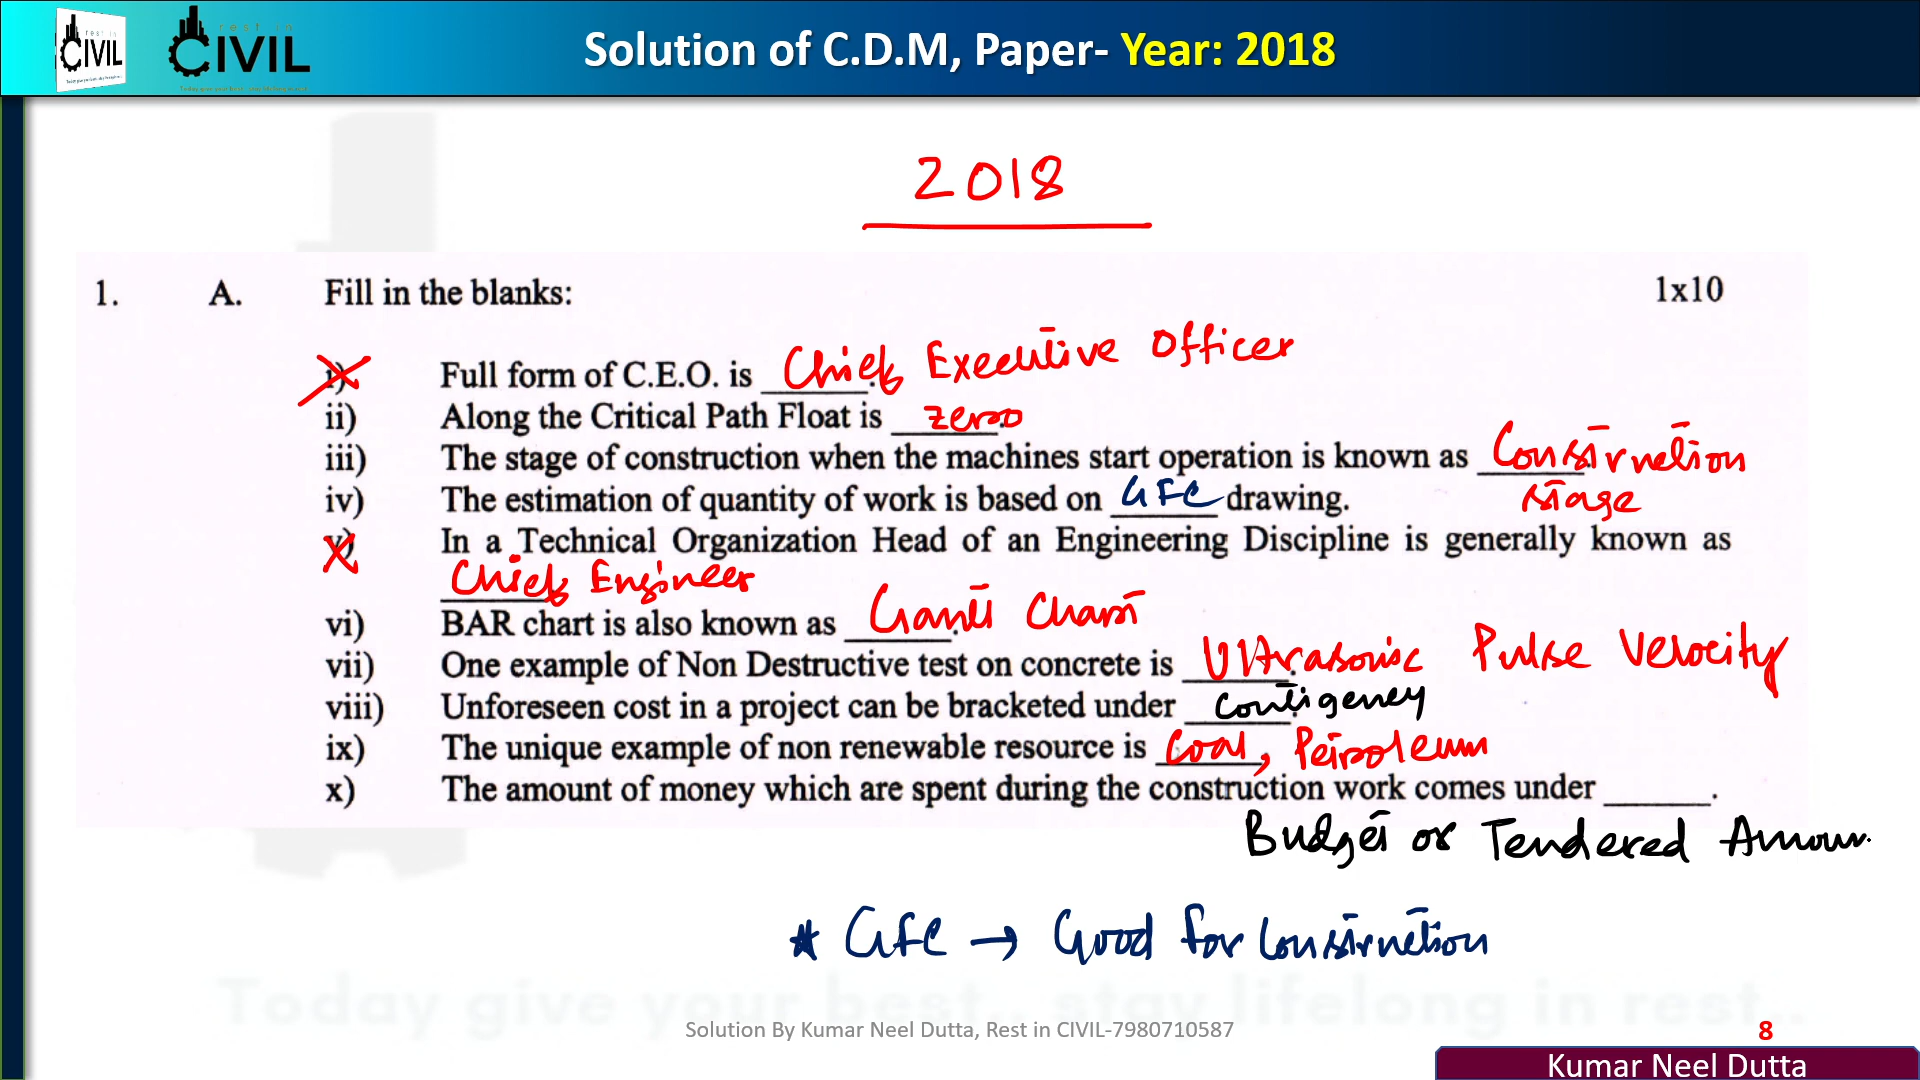 rest in
CIVIL
rest in
CIVIL
Solution of C.D.M, Paper- Year: 2018
2018
1. A. Fill in the blanks: 1x10
i) Full form of C.E.O. is Chief Executive Officer.
ii) Along the Critical Path Float is zero.
iii) The stage of construction when the machines start operation is known as Construction stage.
iv) The estimation of quantity of work is based on GFC drawing.
v) In a Technical Organization Head of an Engineering Discipline is generally known as
Chief Engineer.
vi) BAR chart is also known as Gantt Chart.
vii) One example of Non Destructive test on concrete is Ultrasonic Pulse Velocity.
viii) Unforeseen cost in a project can be bracketed under contigency.
ix) The unique example of non renewable resource is Coal, Petroleum
x) The amount of money which are spent during the construction work comes under ______.
Budget or Tendered Amoun.
* GFC → Good for Construction
Today give your best.. stay lifelong in rest..
Solution By Kumar Neel Dutta, Rest in CIVIL-7980710587
8
Kumar Neel Dutta